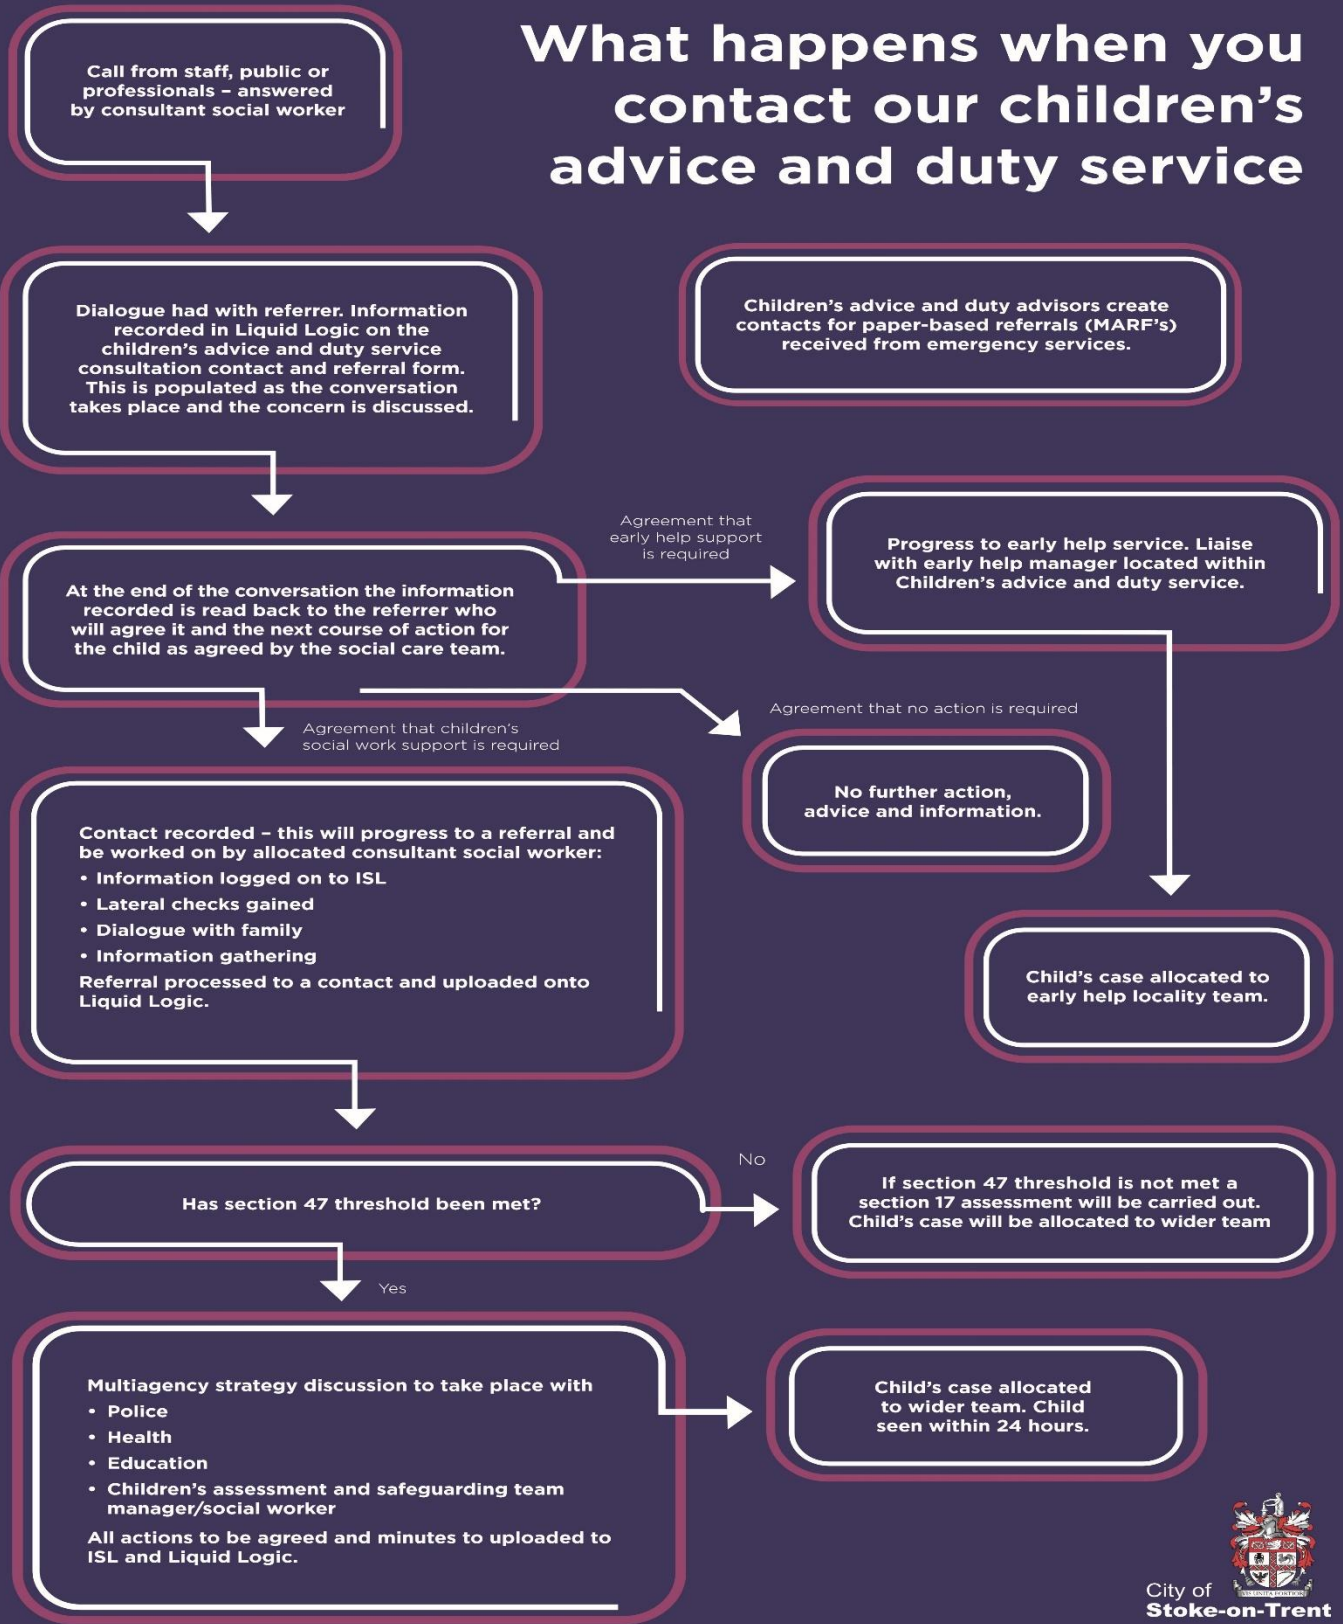 What happens when you
contact our children's
advice and duty service
Call from staff, public or
professionals – answered
by consultant social worker
Dialogue had with referrer. Information
recorded in Liquid Logic on the
children's advice and duty service
consultation contact and referral form.
This is populated as the conversation
takes place and the concern is discussed.
Children's advice and duty advisors create
contacts for paper-based referrals (MARF's)
received from emergency services.
At the end of the conversation the information
recorded is read back to the referrer who
will agree it and the next course of action for
the child as agreed by the social care team.
Agreement that
early help support
is required
Progress to early help service. Liaise
with early help manager located within
Children's advice and duty service.
Agreement that children's
social work support is required
Agreement that no action is required
No further action,
advice and information.
Contact recorded – this will progress to a referral and
be worked on by allocated consultant social worker:
• Information logged on to ISL
• Lateral checks gained
• Dialogue with family
• Information gathering
Referral processed to a contact and uploaded onto
Liquid Logic.
Child's case allocated to
early help locality team.
Has section 47 threshold been met?
No
If section 47 threshold is not met a
section 17 assessment will be carried out.
Child's case will be allocated to wider team
Yes
Multiagency strategy discussion to take place with
• Police
• Health
• Education
• Children's assessment and safeguarding team
manager/social worker
All actions to be agreed and minutes to uploaded to
ISL and Liquid Logic.
Child's case allocated
to wider team. Child
seen within 24 hours.
City of
Stoke-on-Trent